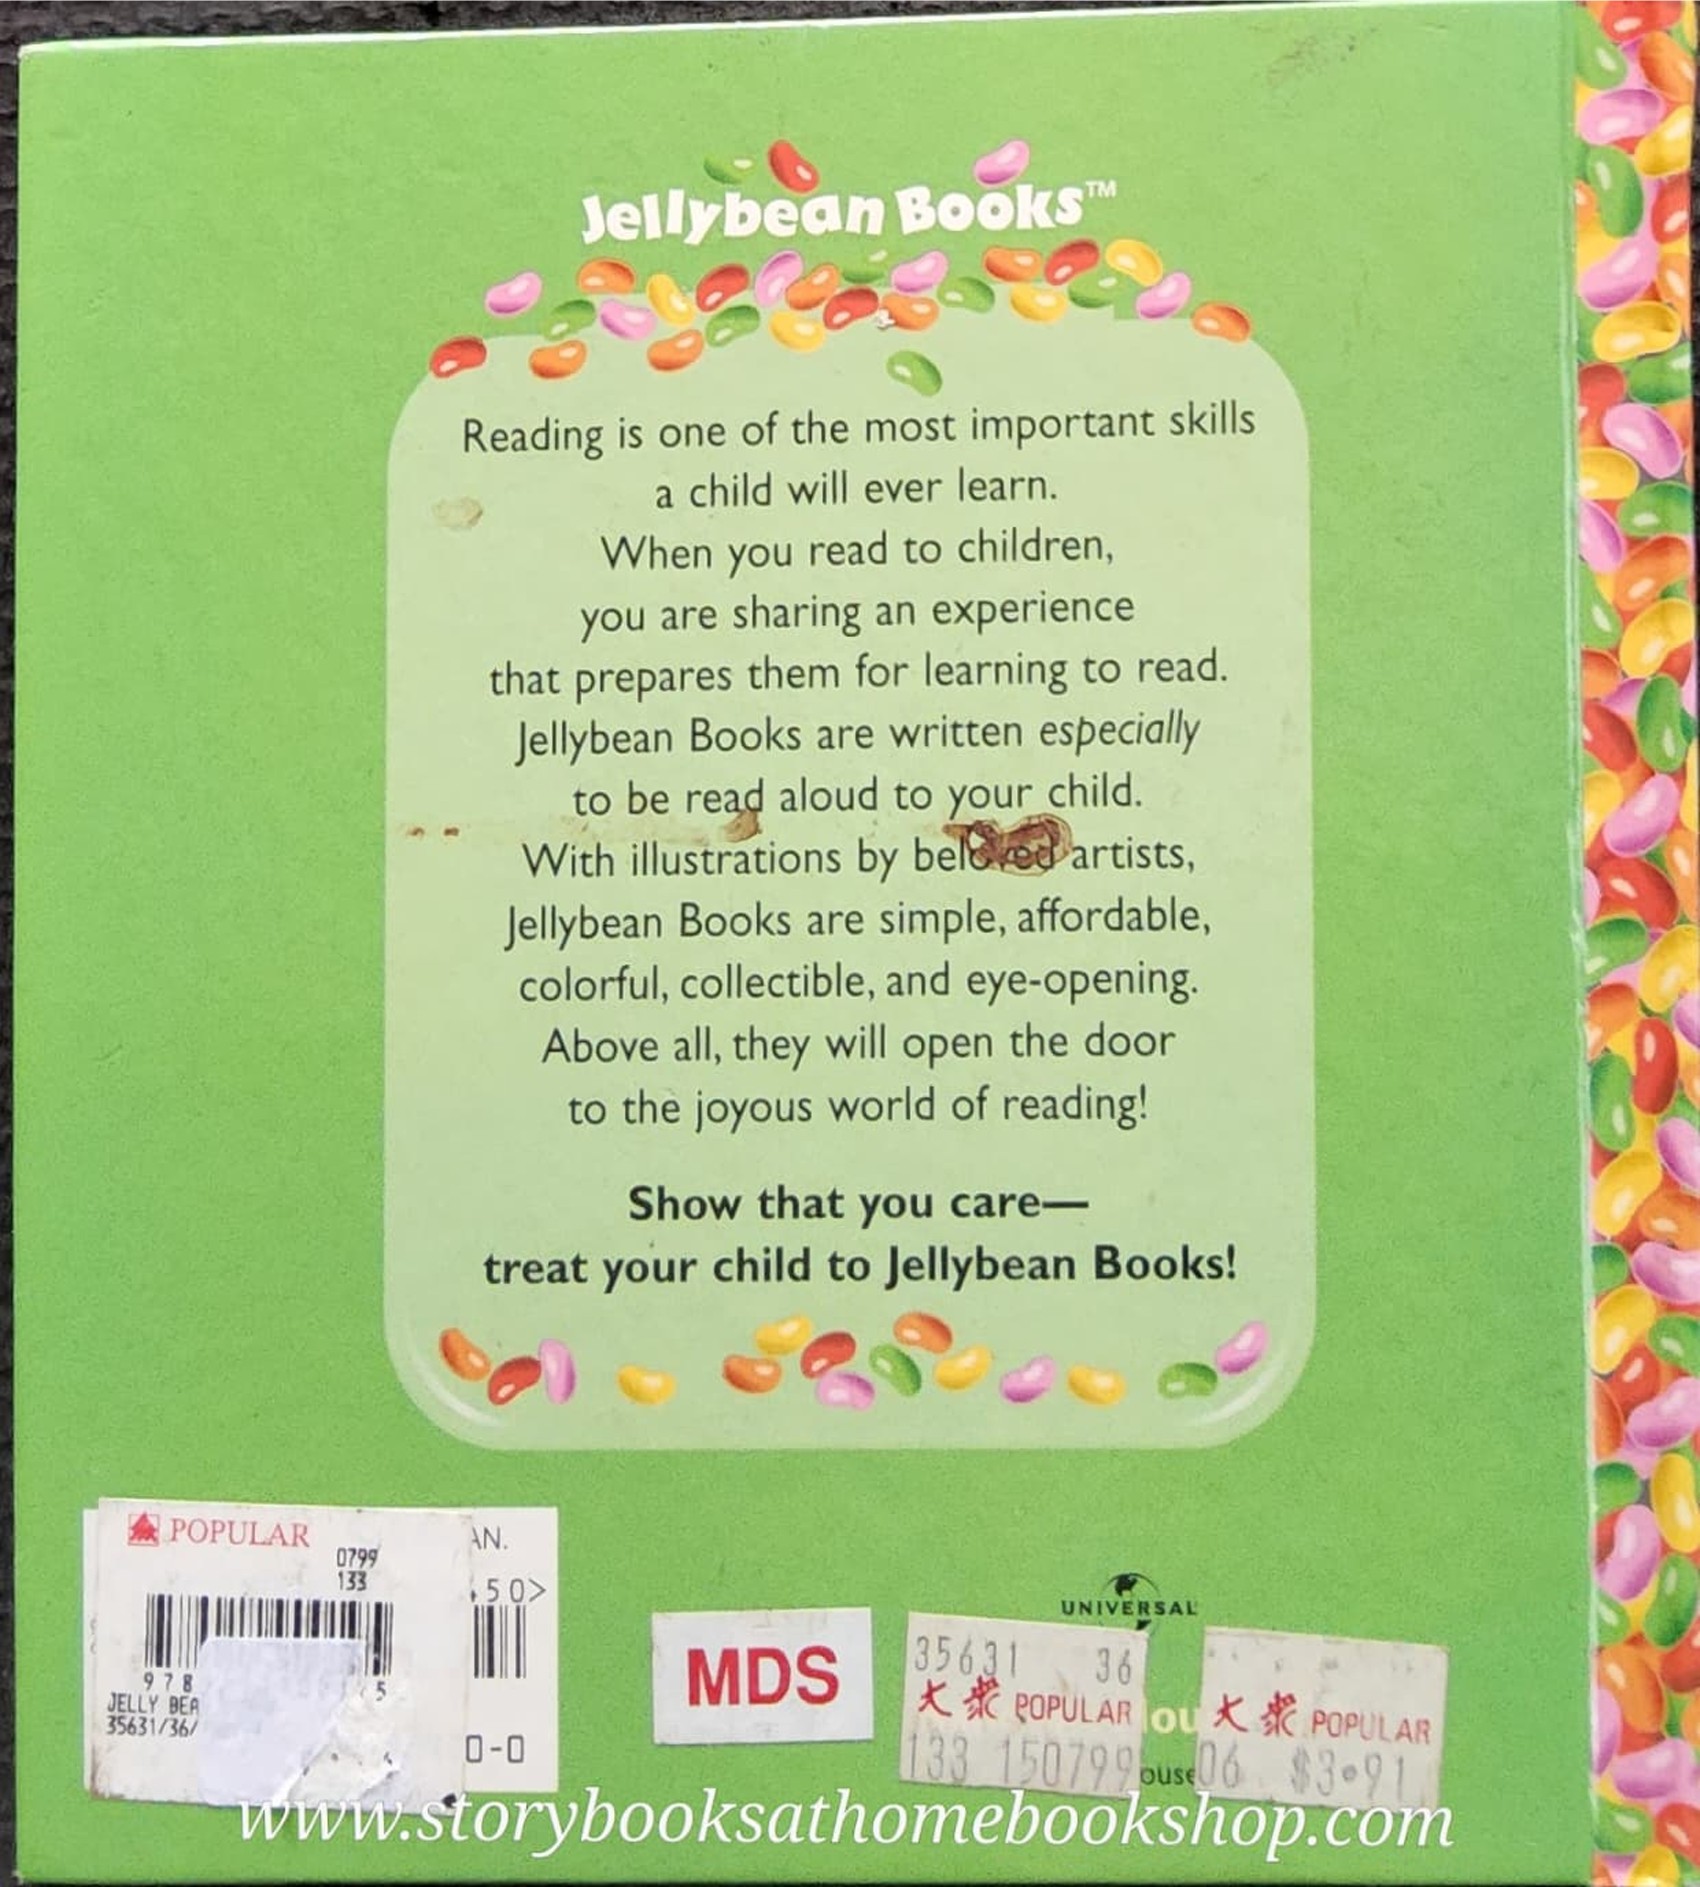 Jellybean Books™
Reading is one of the most important skills
a child will ever learn.
When you read to children,
you are sharing an experience
that prepares them for learning to read.
Jellybean Books are written especially
to be read aloud to your child.
With illustrations by beloved artists,
Jellybean Books are simple, affordable,
colorful, collectible, and eye-opening.
Above all, they will open the door
to the joyous world of reading!
Show that you care—
treat your child to Jellybean Books!
POPULAR
0799
133
978
5
JELLY BEA
35631/36/
AN.
50>
0-0
MDS
UNIVERSAL
35631 36
大衆 POPULAR
133 150799
ou
ouse
大衆 POPULAR
06 $3.91
www.storybooksathomebookshop.com